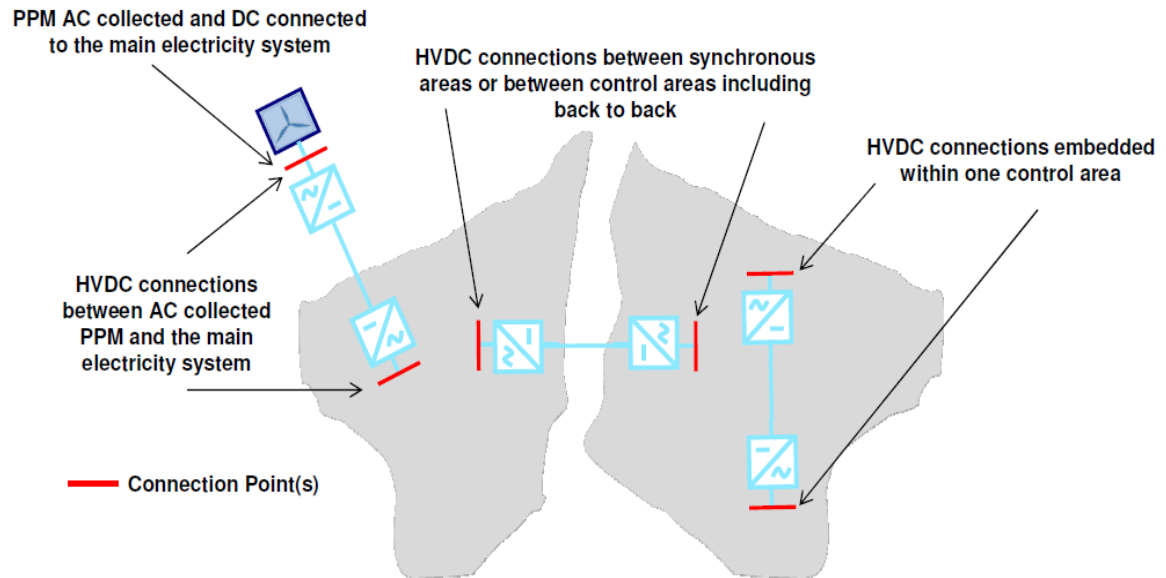 PPM AC collected and DC connected
to the main electricity system
HVDC connections between synchronous
areas or between control areas including
back to back
HVDC connections embedded
within one control area
HVDC connections
between AC collected
PPM and the main
electricity system
Connection Point(s)